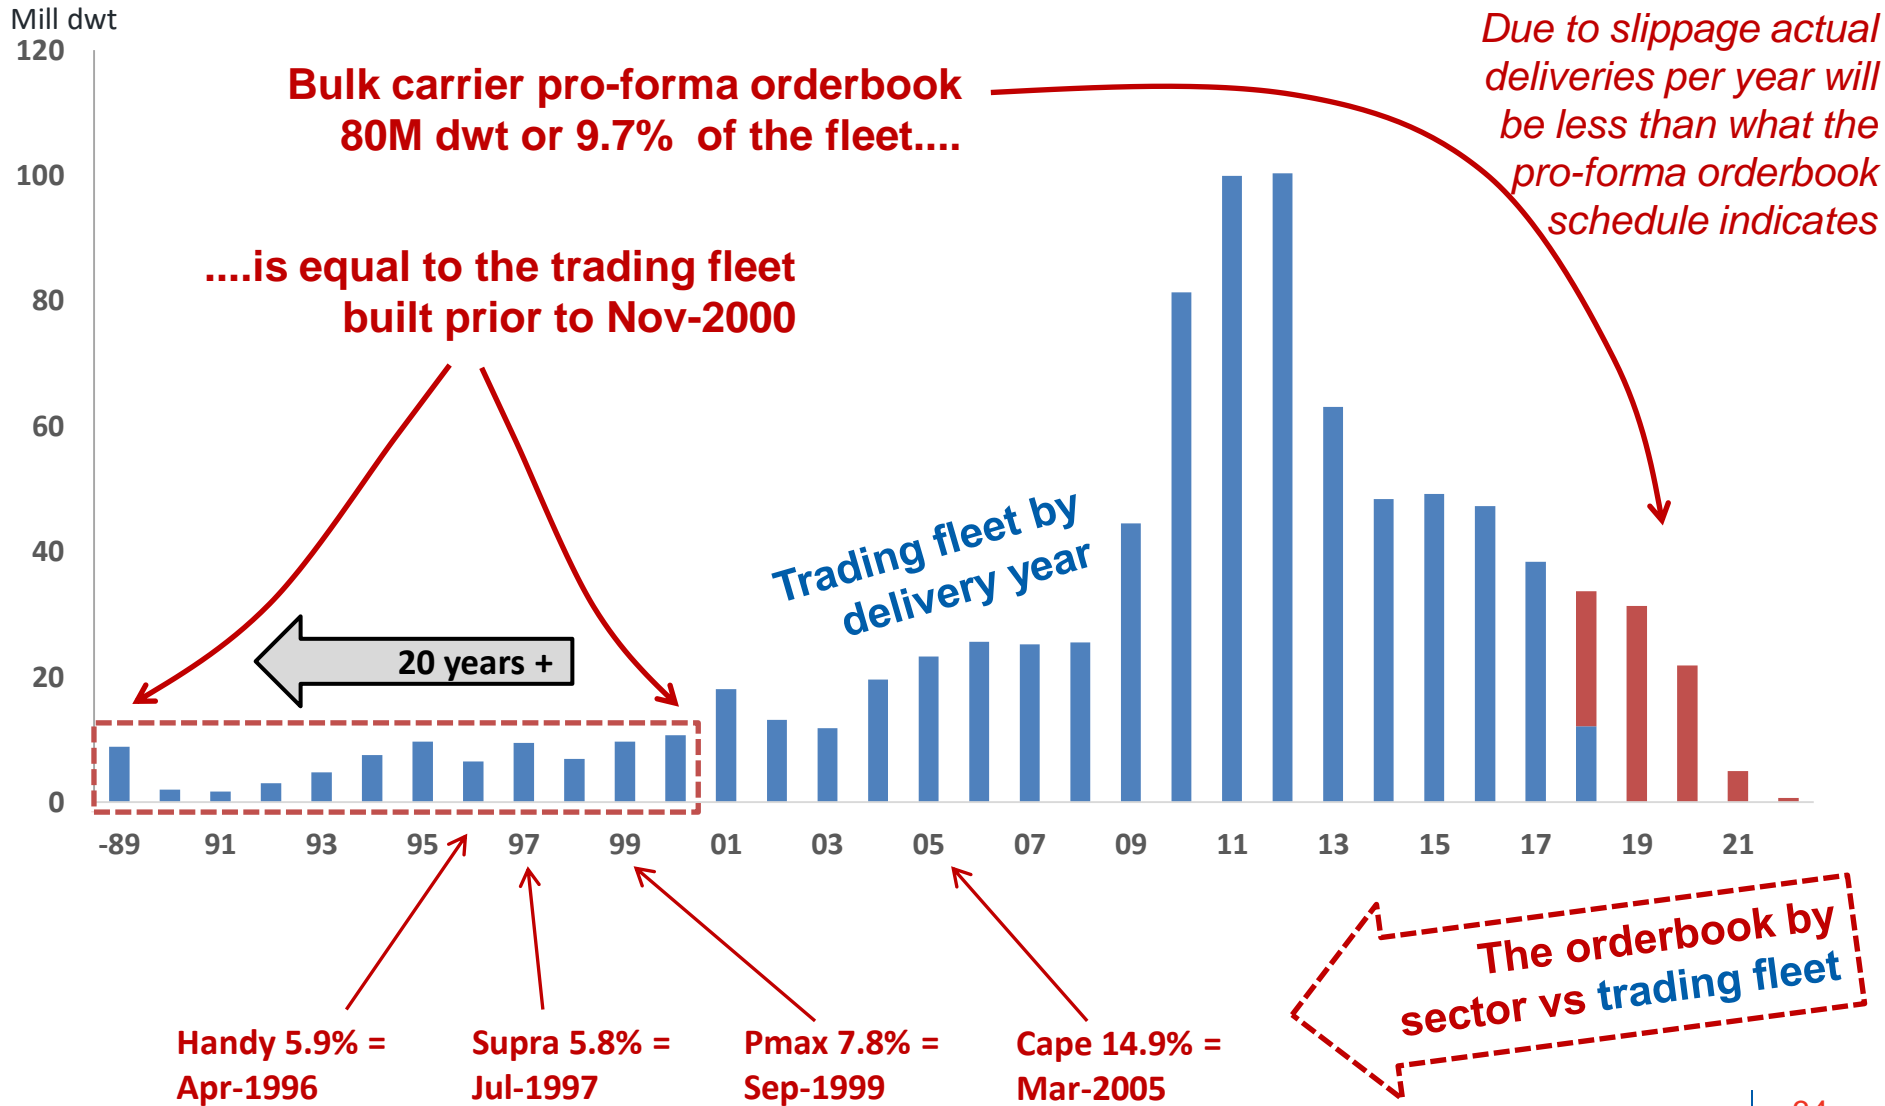 Mill dwt
120
100
80
60
40
20
0
Bulk carrier pro-forma orderbook
80M dwt or 9.7% of the fleet....
....is equal to the trading fleet
built prior to Nov-2000
Due to slippage actual
deliveries per year will
be less than what the
pro-forma orderbook
schedule indicates
Trading fleet by
delivery year
20 years +
-89 91 93 95 97 99 01 03 05 07 09 11 13 15 17 19 21
The orderbook by
sector vs trading fleet
Handy 5.9% =
Apr-1996
Supra 5.8% =
Jul-1997
Pmax 7.8% =
Sep-1999
Cape 14.9% =
Mar-2005